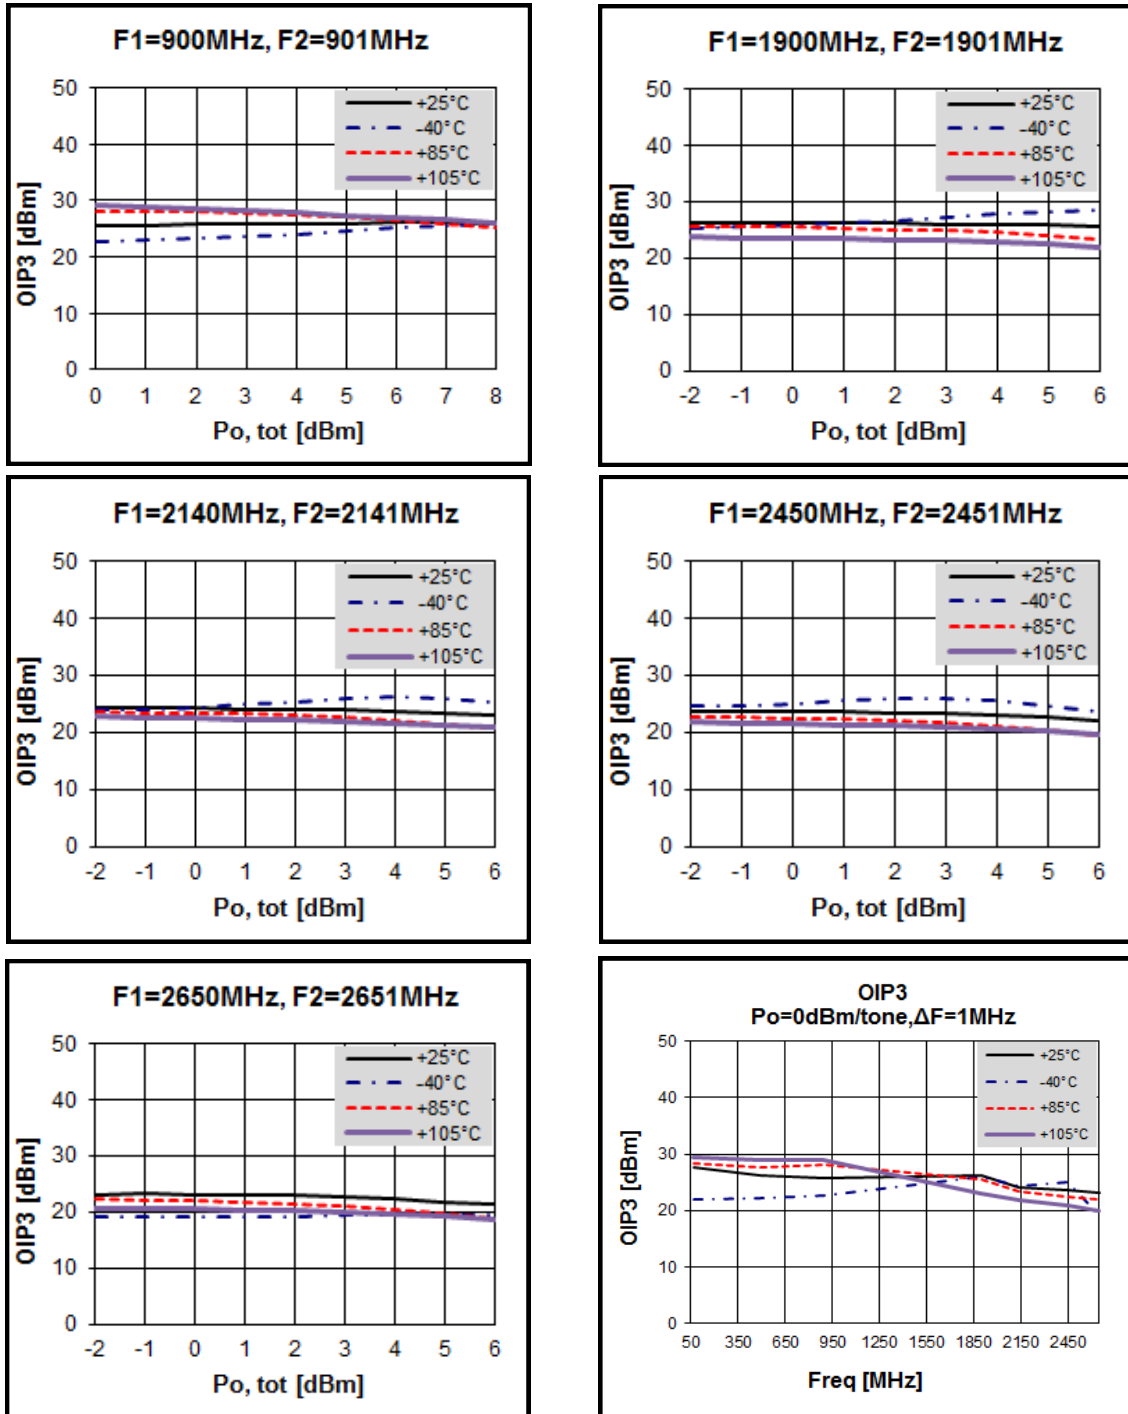 F1=900MHz, F2=901MHz
OIP3 [dBm]
50
40
30
20
10
0
+25°C
-40°C
+85°C
+105°C
0 1 2 3 4 5 6 7 8
Po, tot [dBm]
F1=1900MHz, F2=1901MHz
OIP3 [dBm]
50
40
30
20
10
0
+25°C
-40°C
+85°C
+105°C
-2 -1 0 1 2 3 4 5 6
Po, tot [dBm]
F1=2140MHz, F2=2141MHz
OIP3 [dBm]
50
40
30
20
10
0
+25°C
-40°C
+85°C
+105°C
-2 -1 0 1 2 3 4 5 6
Po, tot [dBm]
F1=2450MHz, F2=2451MHz
OIP3 [dBm]
50
40
30
20
10
0
+25°C
-40°C
+85°C
+105°C
-2 -1 0 1 2 3 4 5 6
Po, tot [dBm]
F1=2650MHz, F2=2651MHz
OIP3 [dBm]
50
40
30
20
10
0
+25°C
-40°C
+85°C
+105°C
-2 -1 0 1 2 3 4 5 6
Po, tot [dBm]
OIP3
Po=0dBm/tone,ΔF=1MHz
OIP3 [dBm]
50
40
30
20
10
0
+25°C
-40°C
+85°C
+105°C
50 350 650 950 1250 1550 1850 2150 2450
Freq [MHz]